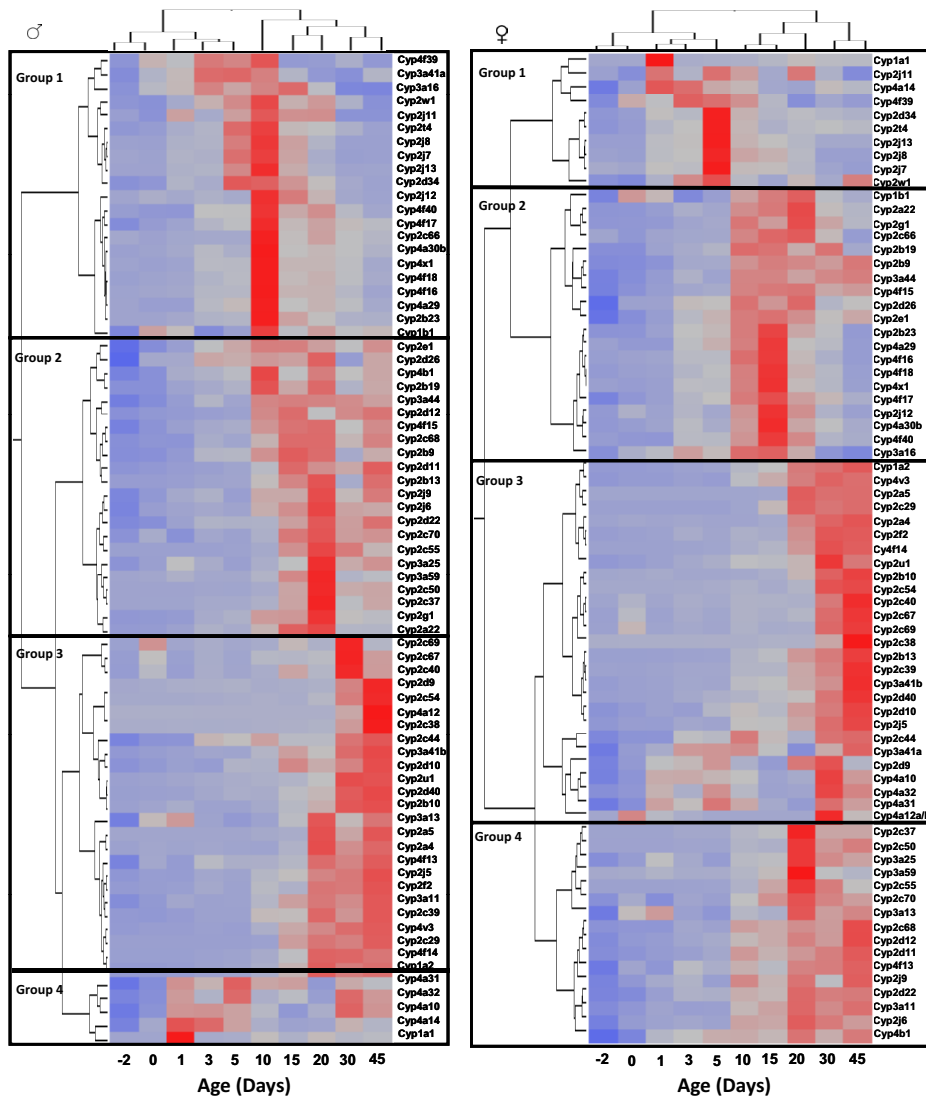 ♂
Group 1
Cyp4f39
Cyp3a41a
Cyp3a16
Cyp2w1
Cyp2j11
Cyp2t4
Cyp2j8
Cyp2j7
Cyp2j13
Cyp2d34
Cyp2j12
Cyp4f40
Cyp4f17
Cyp2c66
Cyp4a30b
Cyp4x1
Cyp4f18
Cyp4f16
Cyp4a29
Cyp2b23
Cyp1b1
Group 2
Cyp2e1
Cyp2d26
Cyp4b1
Cyp2b19
Cyp3a44
Cyp2d12
Cyp4f15
Cyp2c68
Cyp2b9
Cyp2d11
Cyp2b13
Cyp2j9
Cyp2j6
Cyp2d22
Cyp2c70
Cyp2c55
Cyp3a25
Cyp3a59
Cyp2c50
Cyp2c37
Cyp2g1
Cyp2a22
Group 3
Cyp2c69
Cyp2c67
Cyp2c40
Cyp2d9
Cyp2c54
Cyp4a12
Cyp2c38
Cyp2c44
Cyp3a41b
Cyp2d10
Cyp2u1
Cyp2d40
Cyp2b10
Cyp3a13
Cyp2a5
Cyp2a4
Cyp4f13
Cyp2j5
Cyp2f2
Cyp3a11
Cyp2c39
Cyp4v3
Cyp2c29
Cyp4f14
Cyp1a2
Group 4
Cyp4a31
Cyp4a32
Cyp4a10
Cyp4a14
Cyp1a1
-2 0 1 3 5 10 15 20 30 45
Age (Days)
♀
Group 1
Cyp1a1
Cyp2j11
Cyp4a14
Cyp4f39
Cyp2d34
Cyp2t4
Cyp2j13
Cyp2j8
Cyp2j7
Cyp2w1
Group 2
Cyp1b1
Cyp2a22
Cyp2g1
Cyp2c66
Cyp2b19
Cyp2b9
Cyp3a44
Cyp4f15
Cyp2d26
Cyp2e1
Cyp2b23
Cyp4a29
Cyp4f16
Cyp4f18
Cyp4x1
Cyp4f17
Cyp2j12
Cyp4a30b
Cyp4f40
Cyp3a16
Group 3
Cyp1a2
Cyp4v3
Cyp2a5
Cyp2c29
Cyp2a4
Cyp2f2
Cy4f14
Cyp2u1
Cyp2b10
Cyp2c54
Cyp2c40
Cyp2c67
Cyp2c69
Cyp2c38
Cyp2b13
Cyp2c39
Cyp3a41b
Cyp2d40
Cyp2d10
Cyp2j5
Cyp2c44
Cyp3a41a
Cyp2d9
Cyp4a10
Cyp4a32
Cyp4a31
Cyp4a12a/
Group 4
Cyp2c37
Cyp2c50
Cyp3a25
Cyp3a59
Cyp2c55
Cyp2c70
Cyp3a13
Cyp2c68
Cyp2d12
Cyp2d11
Cyp4f13
Cyp2j9
Cyp2d22
Cyp3a11
Cyp2j6
Cyp4b1
-2 0 1 3 5 10 15 20 30 45
Age (Days)